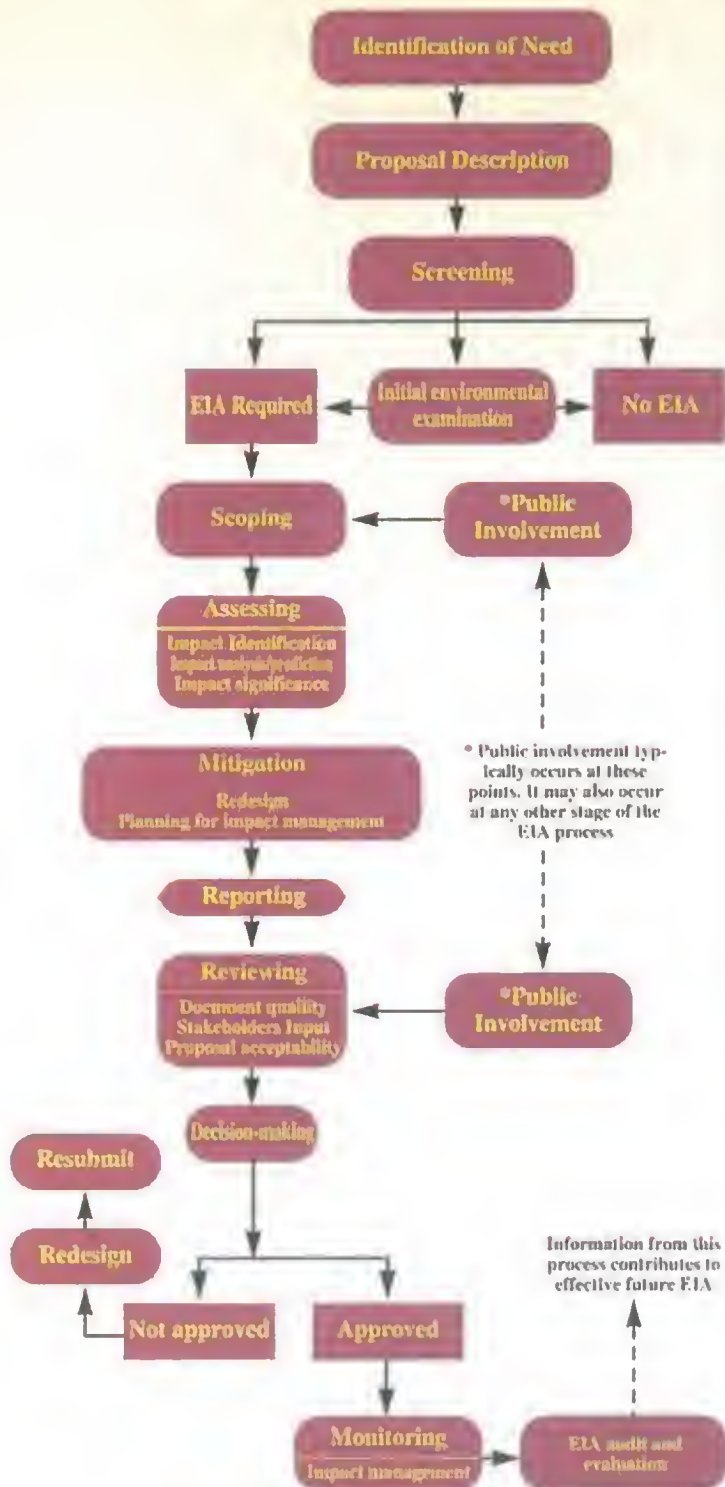 Identification of Need
Proposal Description
Screening
EIA Required
Initial environmental
examination
No EIA
Scoping
*Public
Involvement
Assessing
Impact Identification
Impact analysis/prediction
Impact significance
* Public involvement typ-
ically occurs at these
points. It may also occur
at any other stage of the
EIA process
Mitigation
Redesign
Planning for impact management
Reporting
Reviewing
Document quality
Stakeholders Input
Proposal acceptability
*Public
Involvement
Decision-making
Resubmit
Redesign
Not approved
Approved
Information from this
process contributes to
effective future EIA
Monitoring
Impact management
EIA audit and
evaluation